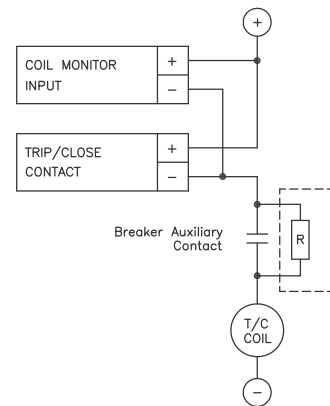 +
COIL MONITOR
INPUT
+
−
TRIP/CLOSE
CONTACT
+
−
Breaker Auxiliary
Contact
R
T/C
COIL
−